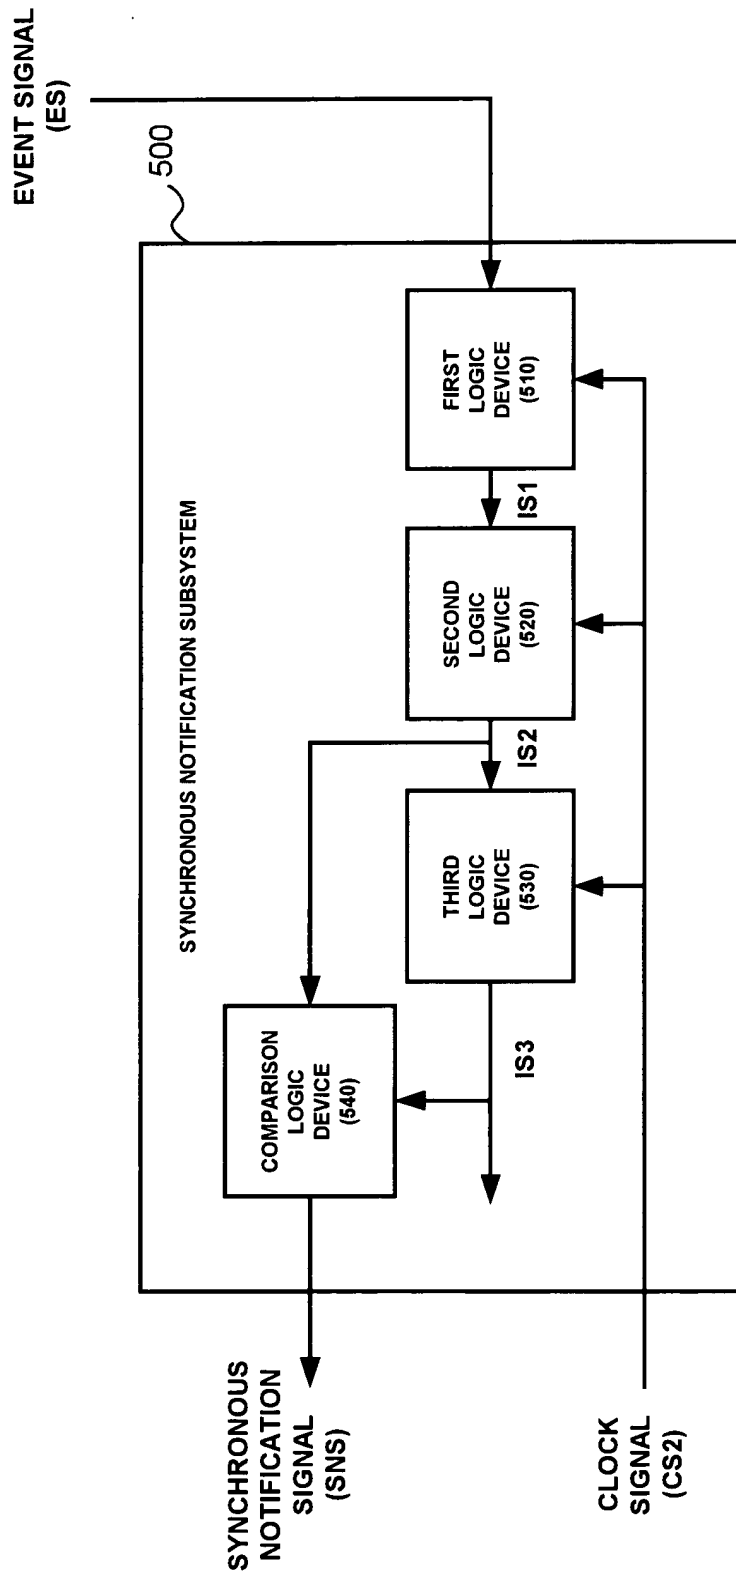 EVENT SIGNAL
(ES)
500
SYNCHRONOUS NOTIFICATION SUBSYSTEM
FIRST
LOGIC
DEVICE
(510)
IS1
SECOND
LOGIC
DEVICE
(520)
IS2
THIRD
LOGIC
DEVICE
(530)
IS3
COMPARISON
LOGIC
DEVICE
(540)
SYNCHRONOUS
NOTIFICATION
SIGNAL
(SNS)
CLOCK
SIGNAL
(CS2)